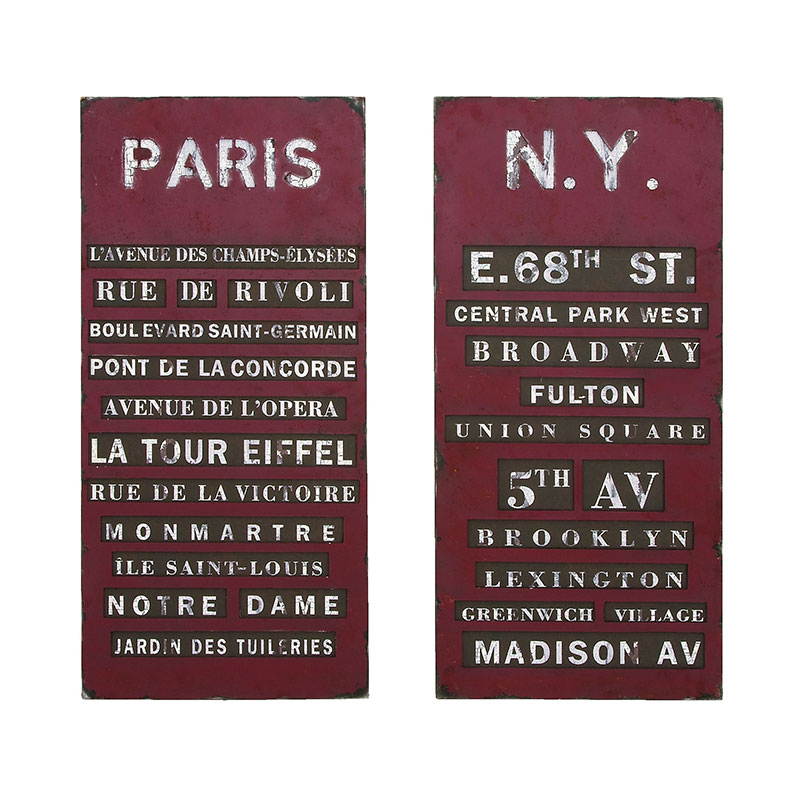 PARIS
L'AVENUE DES CHAMPS-ÉLYSÉES
RUE DE RIVOLI
BOULEVARD SAINT-GERMAIN
PONT DE LA CONCORDE
AVENUE DE L'OPERA
LA TOUR EIFFEL
RUE DE LA VICTOIRE
MONMARTRE
ÎLE SAINT-LOUIS
NOTRE DAME
JARDIN DES TUILERIES
N.Y.
E.68TH ST.
CENTRAL PARK WEST
BROADWAY
FULTON
UNION SQUARE
5TH AV
BROOKLYN
LEXINGTON
GREENWICH VILLAGE
MADISON AV